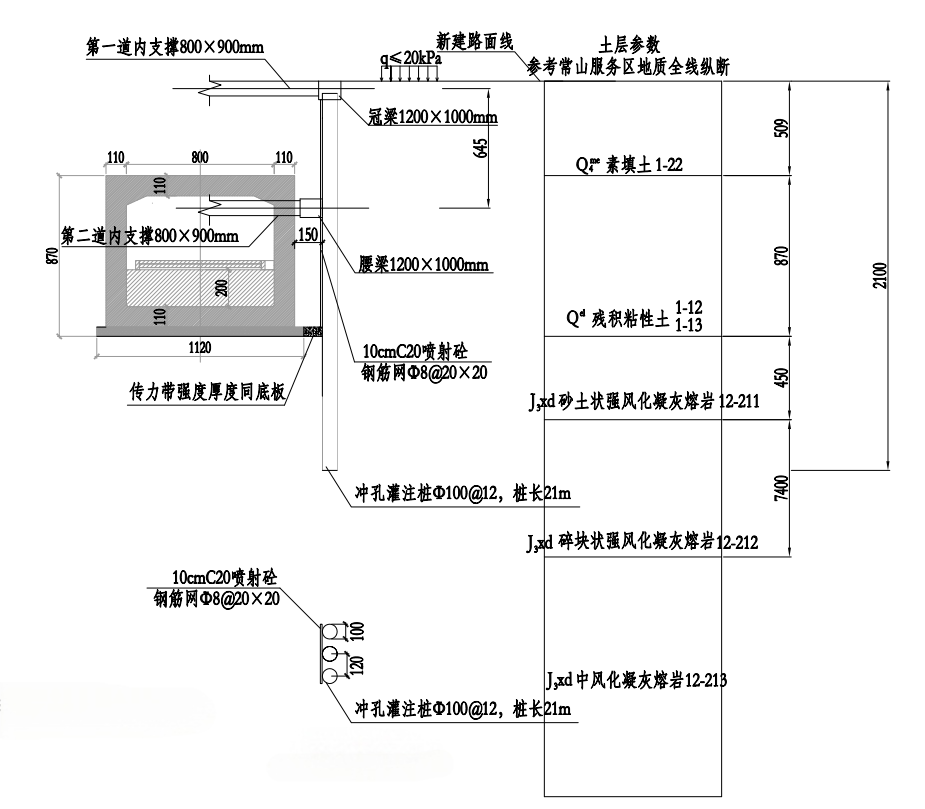 新建路面线
土层参数
第一道内支撑800×900mm
q≤20kPa
参考常山服务区地质全线纵断
冠梁1200×1000mm
509
645
110
800
110
Q₄ᵐᵉ 素填土1-22
110
第二道内支撑800×900mm
150
870
腰梁1200×1000mm
870
2100
200
110
Qᵉˡ 残积粘性土 1-12
1-13
1120
10cmC20喷射砼
钢筋网Φ8@20×20
450
传力带强度厚度同底板
J₃xd 砂土状强风化凝灰熔岩12-211
7400
冲孔灌注桩Φ100@12，桩长21m
J₃xd 碎块状强风化凝灰熔岩12-212
10cmC20喷射砼
钢筋网Φ8@20×20
100
120
J₃xd中风化凝灰熔岩12-213
冲孔灌注桩Φ100@12，桩长21m